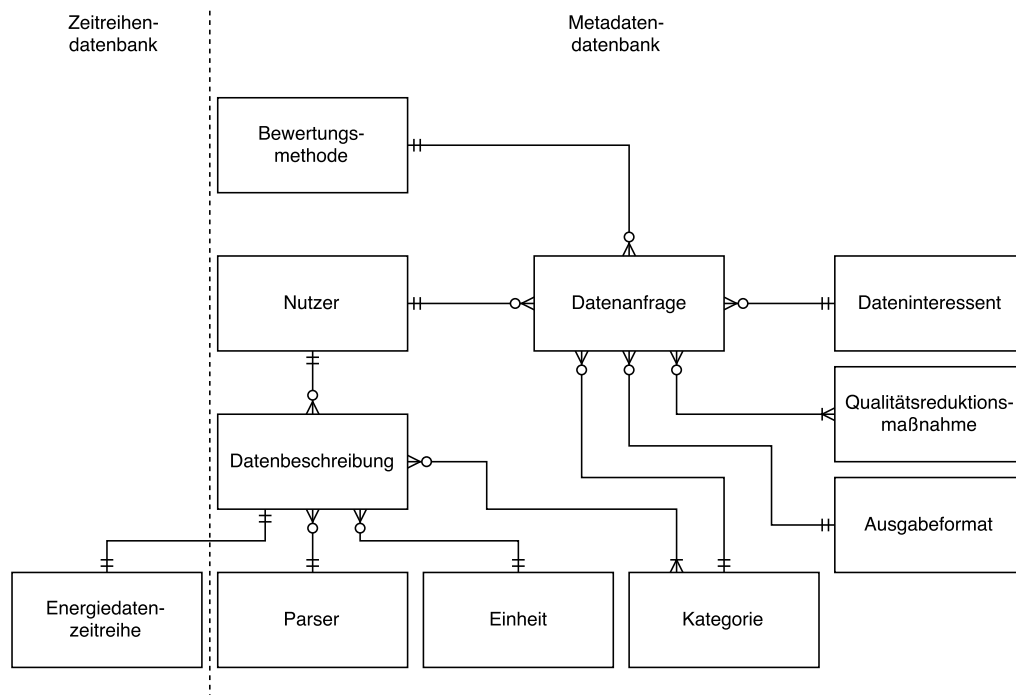 Zeitreihen-
datenbank
Metadaten-
datenbank
Bewertungs-
methode
Nutzer
Datenanfrage
Dateninteressent
Qualitätsreduktions-
maßnahme
Datenbeschreibung
Ausgabeformat
Energiedaten-
zeitreihe
Parser
Einheit
Kategorie